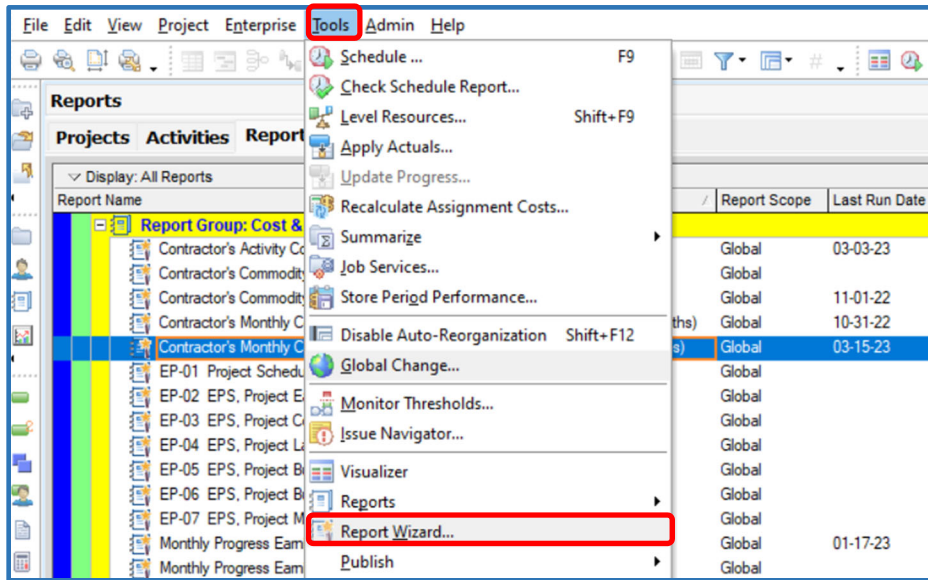 File Edit View Project Enterprise Tools Admin Help
Schedule ... F9
Check Schedule Report...
Reports
Level Resources... Shift+F9
Projects Activities Report
Apply Actuals...
Display: All Reports
Update Progress...
Report Name Report Scope Last Run Date
Recalculate Assignment Costs...
Report Group: Cost &
Summarize
Contractor's Activity Co Global 03-03-23
Job Services...
Contractor's Commodity Global
Store Period Performance...
Contractor's Commodity Global 11-01-22
Contractor's Monthly C ths) Global 10-31-22
Disable Auto-Reorganization Shift+F12
Contractor's Monthly C s) Global 03-15-23
Global Change...
EP-01 Project Schedu Global
EP-02 EPS, Project E Global
Monitor Thresholds...
EP-03 EPS, Project Co Global
Issue Navigator...
EP-04 EPS, Project La Global
EP-05 EPS, Project Bu Global
Visualizer
EP-06 EPS, Project Bu Global
Reports
EP-07 EPS, Project M Global
Report Wizard...
Monthly Progress Earn Global 01-17-23
Publish
Monthly Progress Earn Global